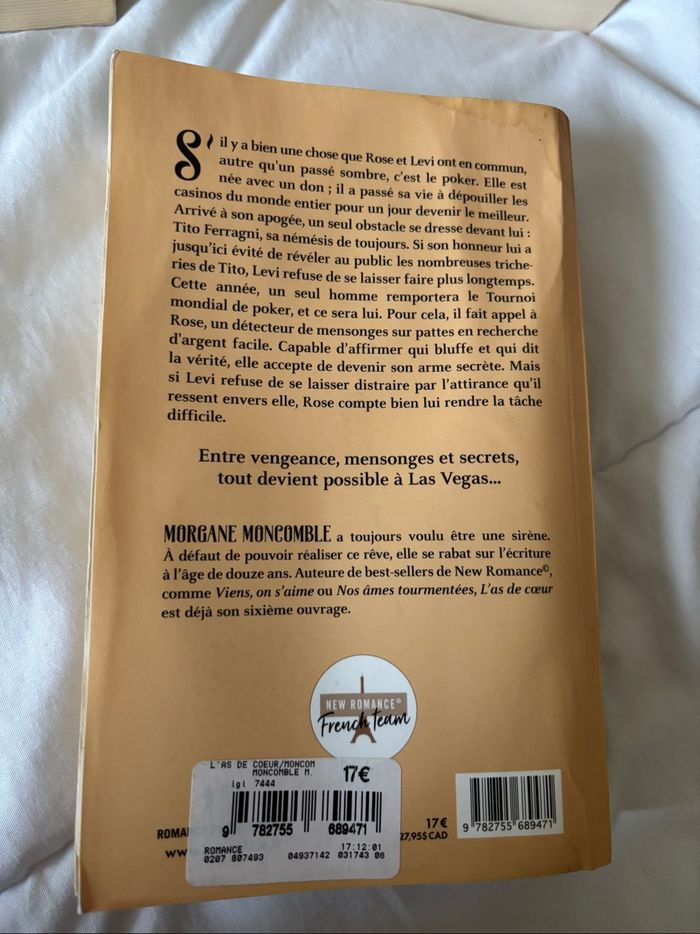 S'il y a bien une chose que Rose et Levi ont en commun,
autre qu'un passé sombre, c'est le poker. Elle est
née avec un don ; il a passé sa vie à dépouiller les
casinos du monde entier pour un jour devenir le meilleur.
Arrivé à son apogée, un seul obstacle se dresse devant lui :
Tito Ferragni, sa némésis de toujours. Si son honneur lui a
jusqu'ici évité de révéler au public les nombreuses triche-
ries de Tito, Levi refuse de se laisser faire plus longtemps.
Cette année, un seul homme remportera le Tournoi
mondial de poker, et ce sera lui. Pour cela, il fait appel à
Rose, un détecteur de mensonges sur pattes en recherche
d'argent facile. Capable d'affirmer qui bluffe et qui dit
la vérité, elle accepte de devenir son arme secrète. Mais
si Levi refuse de se laisser distraire par l'attirance qu'il
ressent envers elle, Rose compte bien lui rendre la tâche
difficile.
Entre vengeance, mensonges et secrets,
tout devient possible à Las Vegas...
MORGANE MONCOMBLE a toujours voulu être une sirène.
À défaut de pouvoir réaliser ce rêve, elle se rabat sur l'écriture
à l'âge de douze ans. Auteure de best-sellers de New Romance©,
comme Viens, on s'aime ou Nos âmes tourmentées, L'as de cœur
est déjà son sixième ouvrage.
NEW ROMANCE©
French team
L'AS DE COEUR/MONCOM
MONCOMBLE M.
lgl 7444
17€
9 782755 689471
ROMANCE
17:12:01
0207 807493 04937142 031743 06
ROMAN
WW
17€
27,95$ CAD
9 782755 689471